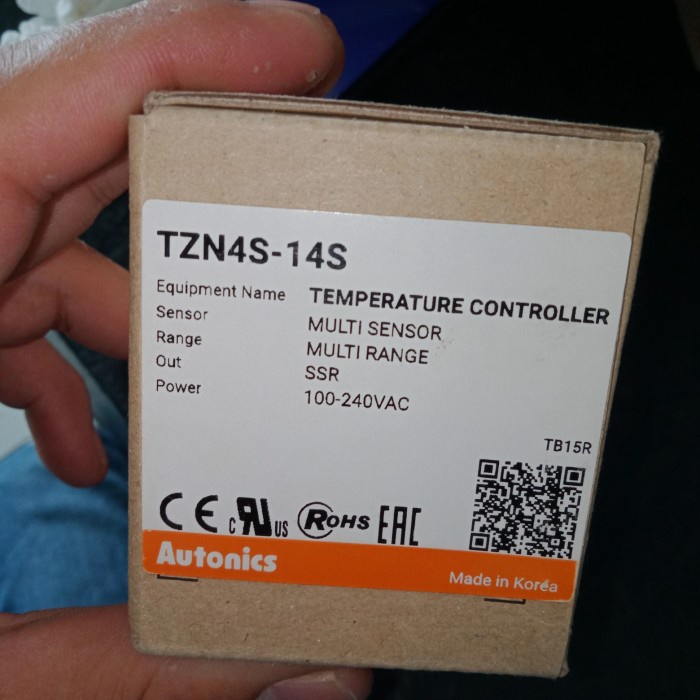 TZN4S-14S
Equipment Name TEMPERATURE CONTROLLER
Sensor MULTI SENSOR
Range MULTI RANGE
Out SSR
Power 100-240VAC
TB15R
CE c RU US RoHS EAC
Autonics
Made in Korea